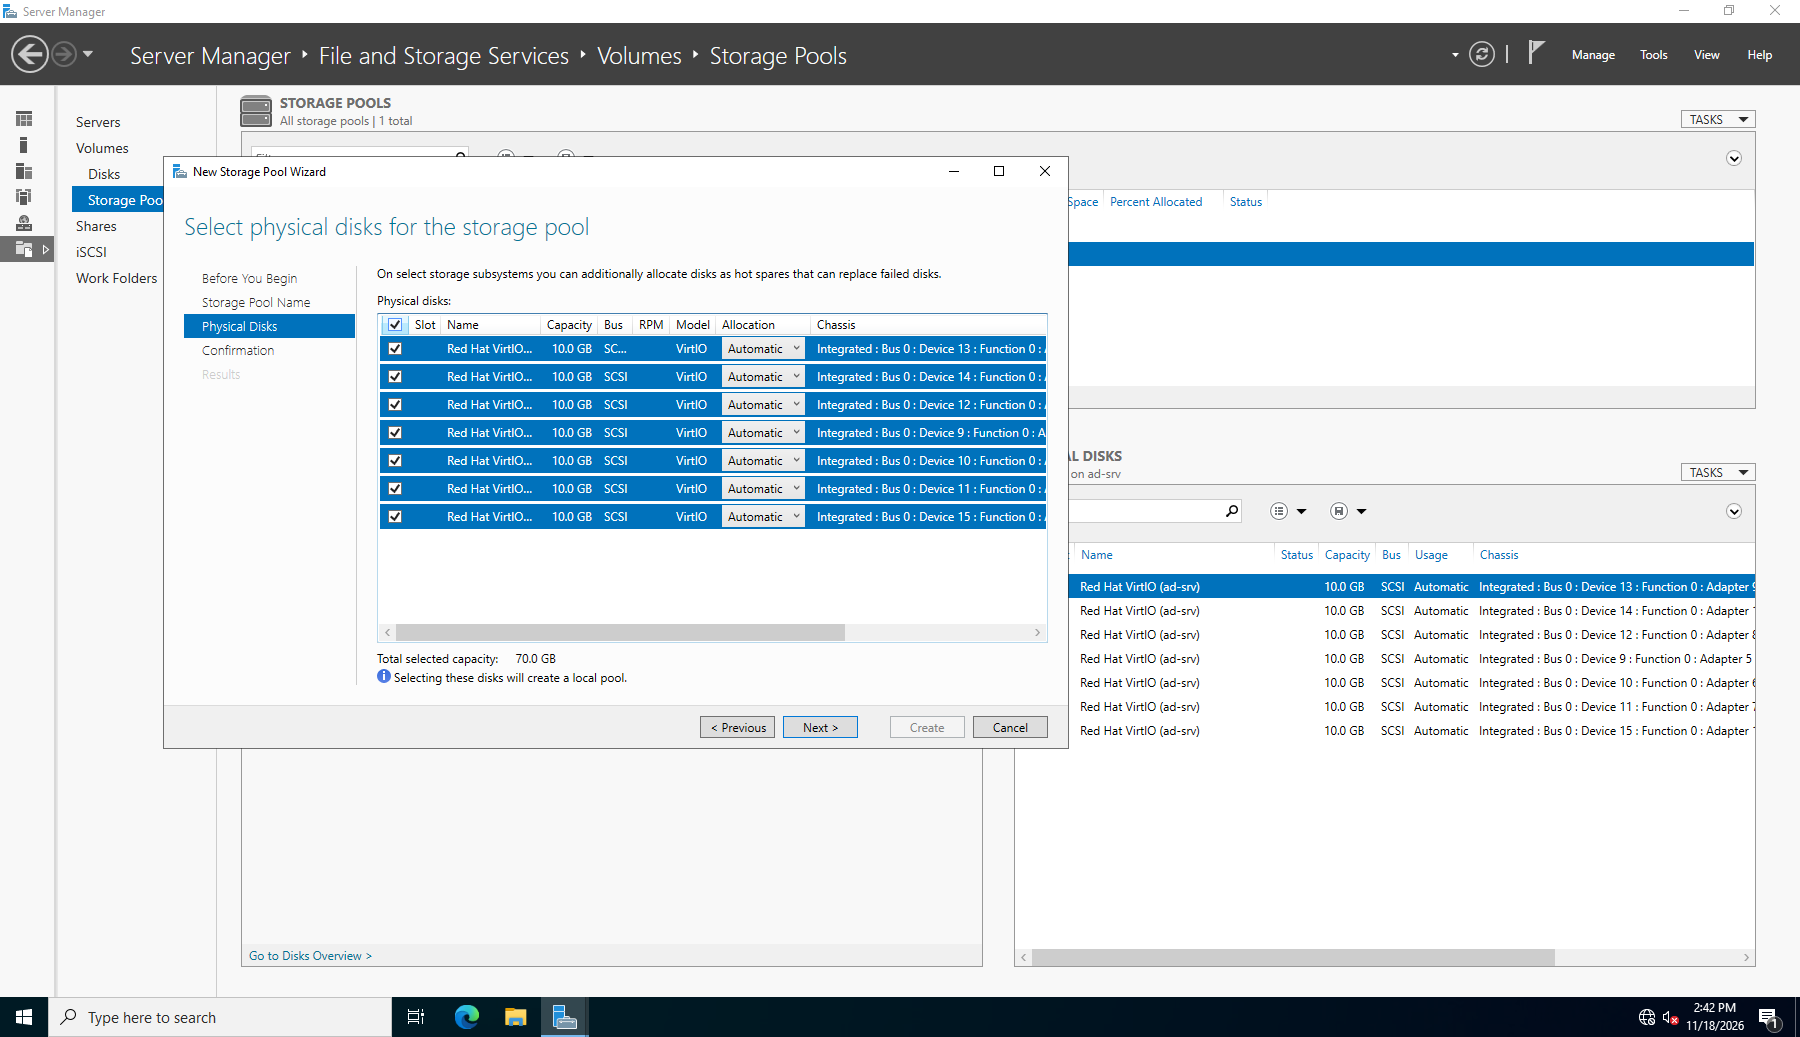 Server Manager
Server Manager ‣ File and Storage Services ‣ Volumes ‣ Storage Pools
Manage Tools View Help
STORAGE POOLS
All storage pools | 1 total
TASKS
Servers
Volumes
Disks
Storage Poo
Shares
iSCSI
Work Folders
Space Percent Allocated Status
New Storage Pool Wizard
Select physical disks for the storage pool
Before You Begin
Storage Pool Name
Physical Disks
Confirmation
Results
On select storage subsystems you can additionally allocate disks as hot spares that can replace failed disks.
Physical disks:
Slot Name Capacity Bus RPM Model Allocation Chassis
Red Hat VirtIO... 10.0 GB SC... VirtIO Automatic Integrated : Bus 0 : Device 13 : Function 0 :
Red Hat VirtIO... 10.0 GB SCSI VirtIO Automatic Integrated : Bus 0 : Device 14 : Function 0 :
Red Hat VirtIO... 10.0 GB SCSI VirtIO Automatic Integrated : Bus 0 : Device 12 : Function 0 :
Red Hat VirtIO... 10.0 GB SCSI VirtIO Automatic Integrated : Bus 0 : Device 9 : Function 0 : A
Red Hat VirtIO... 10.0 GB SCSI VirtIO Automatic Integrated : Bus 0 : Device 10 : Function 0 :
Red Hat VirtIO... 10.0 GB SCSI VirtIO Automatic Integrated : Bus 0 : Device 11 : Function 0 :
Red Hat VirtIO... 10.0 GB SCSI VirtIO Automatic Integrated : Bus 0 : Device 15 : Function 0 :
Total selected capacity: 70.0 GB
Selecting these disks will create a local pool.
< Previous Next > Create Cancel
L DISKS
on ad-srv
TASKS
Name Status Capacity Bus Usage Chassis
Red Hat VirtIO (ad-srv) 10.0 GB SCSI Automatic Integrated : Bus 0 : Device 13 : Function 0 : Adapter 9
Red Hat VirtIO (ad-srv) 10.0 GB SCSI Automatic Integrated : Bus 0 : Device 14 : Function 0 : Adapter
Red Hat VirtIO (ad-srv) 10.0 GB SCSI Automatic Integrated : Bus 0 : Device 12 : Function 0 : Adapter 8
Red Hat VirtIO (ad-srv) 10.0 GB SCSI Automatic Integrated : Bus 0 : Device 9 : Function 0 : Adapter 5
Red Hat VirtIO (ad-srv) 10.0 GB SCSI Automatic Integrated : Bus 0 : Device 10 : Function 0 : Adapter 6
Red Hat VirtIO (ad-srv) 10.0 GB SCSI Automatic Integrated : Bus 0 : Device 11 : Function 0 : Adapter 7
Red Hat VirtIO (ad-srv) 10.0 GB SCSI Automatic Integrated : Bus 0 : Device 15 : Function 0 : Adapter
Go to Disks Overview >
Type here to search
2:42 PM
11/18/2026
1